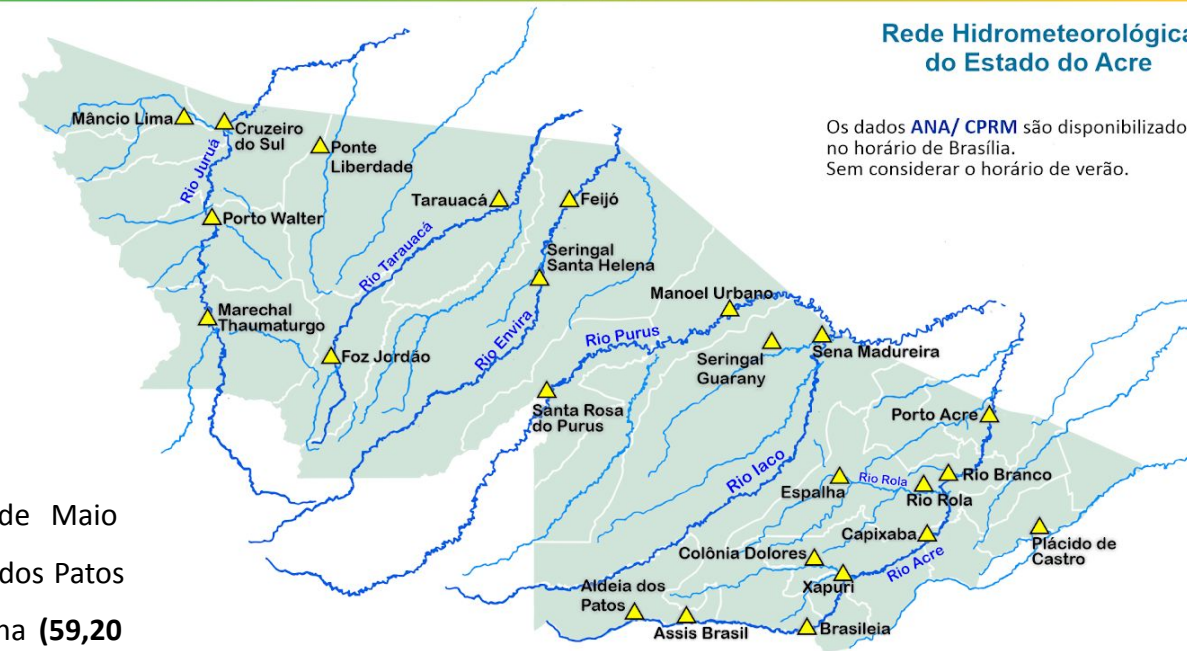 Rede Hidrometeorológica
do Estado do Acre
Os dados ANA/ CPRM são disponibilizado
no horário de Brasília.
Sem considerar o horário de verão.
Mâncio Lima
Cruzeiro
do Sul
Ponte
Liberdade
Rio Juruá
Tarauacá
Feijó
Porto Walter
Rio Tarauacá
Seringal
Santa Helena
Manoel Urbano
Marechal
Thaumaturgo
Rio Envira
Rio Purus
Foz Jordão
Seringal
Guarany
Sena Madureira
Santa Rosa
do Purus
Porto Acre
Rio Iaco
Espalha
Rio Rola
Rio Branco
Rio Rola
Capixaba
Plácido de
Castro
Colônia Dolores
Rio Acre
Xapuri
Aldeia dos
Patos
Assis Brasil
Brasileia
de Maio
dos Patos
na (59,20